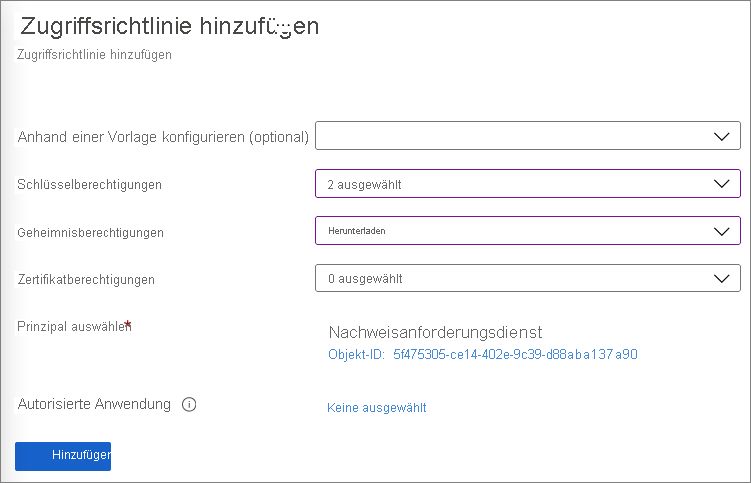 Zugriffsrichtlinie hinzufügen
Zugriffsrichtlinie hinzufügen
Anhand einer Vorlage konfigurieren (optional)
Schlüsselberechtigungen
2 ausgewählt
Geheimnisberechtigungen
Herunterladen
Zertifikatberechtigungen
0 ausgewählt
Prinzipal auswählen*
Nachweisanforderungsdienst
Objekt-ID: 5f475305-ce14-402e-9c39-d88aba137a90
Autorisierte Anwendung
Keine ausgewählt
Hinzufügen